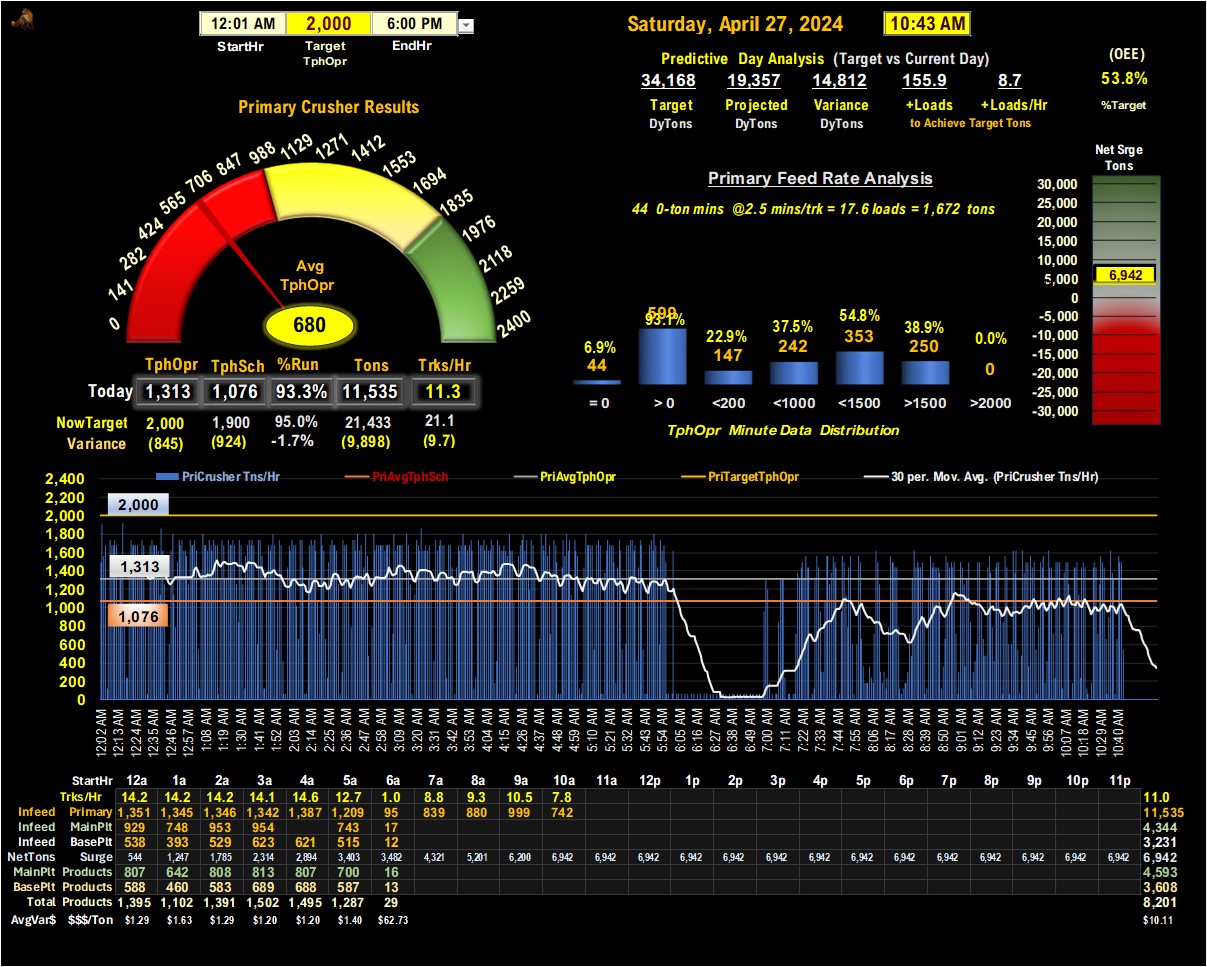 12:01 AM 2,000 6:00 PM
StartHr Target TphOpr EndHr
Saturday, April 27, 2024 10:43 AM
Predictive Day Analysis (Target vs Current Day)
34,168 19,357 14,812 155.9 8.7
Target Projected Variance +Loads +Loads/Hr
DyTons DyTons DyTons to Achieve Target Tons
(OEE)
53.8%
%Target
Primary Crusher Results
0 141 282 424 565 706 847 988 1129 1271 1412 1553 1694 1835 1976 2118 2259 2400
Avg
TphOpr
680
TphOpr TphSch %Run Tons Trks/Hr
Today 1,313 1,076 93.3% 11,535 11.3
NowTarget 2,000 1,900 95.0% 21,433 21.1
Variance (845) (924) -1.7% (9,898) (9.7)
Primary Feed Rate Analysis
44 0-ton mins @2.5 mins/trk = 17.6 loads = 1,672 tons
6.9% 93.1% 22.9% 37.5% 54.8% 38.9% 0.0%
44 599 147 242 353 250 0
= 0 > 0 <200 <1000 <1500 >1500 >2000
TphOpr Minute Data Distribution
Net Srge
Tons
30,000
25,000
20,000
15,000
10,000
5,000
0
-5,000
-10,000
-15,000
-20,000
-25,000
-30,000
6,942
PriCrusher Tns/Hr PriAvgTphSch PriAvgTphOpr PriTargetTphOpr 30 per. Mov. Avg. (PriCrusher Tns/Hr)
2,400
2,200
2,000
1,800
1,600
1,400
1,200
1,000
800
600
400
200
0
2,000
1,313
1,076
12:02 AM 12:13 AM 12:24 AM 12:35 AM 12:46 AM 12:57 AM 1:08 AM 1:19 AM 1:30 AM 1:41 AM 1:52 AM 2:03 AM 2:14 AM 2:25 AM 2:36 AM 2:47 AM 2:58 AM 3:09 AM 3:20 AM 3:31 AM 3:42 AM 3:53 AM 4:04 AM 4:15 AM 4:26 AM 4:37 AM 4:48 AM 4:59 AM 5:10 AM 5:21 AM 5:32 AM 5:43 AM 5:54 AM 6:05 AM 6:16 AM 6:27 AM 6:38 AM 6:49 AM 7:00 AM 7:11 AM 7:22 AM 7:33 AM 7:44 AM 7:55 AM 8:06 AM 8:17 AM 8:28 AM 8:39 AM 8:50 AM 9:01 AM 9:12 AM 9:23 AM 9:34 AM 9:45 AM 9:56 AM 10:07 AM 10:18 AM 10:29 AM 10:40 AM
StartHr 12a 1a 2a 3a 4a 5a 6a 7a 8a 9a 10a 11a 12p 1p 2p 3p 4p 5p 6p 7p 8p 9p 10p 11p
Trks/Hr 14.2 14.2 14.2 14.1 14.6 12.7 1.0 8.8 9.3 10.5 7.8 11.0
Infeed Primary 1,351 1,345 1,346 1,342 1,387 1,209 95 839 880 999 742 11,535
Infeed MainPlt 929 748 953 954 743 17 4,344
Infeed BasePlt 538 393 529 623 621 515 12 3,231
NetTons Surge 544 1,247 1,785 2,314 2,894 3,403 3,482 4,321 5,201 6,200 6,942 6,942 6,942 6,942 6,942 6,942 6,942 6,942 6,942 6,942 6,942 6,942 6,942 6,942 6,942
MainPlt Products 807 642 808 813 807 700 16 4,593
BasePlt Products 588 460 583 689 688 587 13 3,608
Total Products 1,395 1,102 1,391 1,502 1,495 1,287 29 8,201
AvgVar$ $$$/Ton $1.29 $1.63 $1.29 $1.20 $1.20 $1.40 $62.73 $10.11